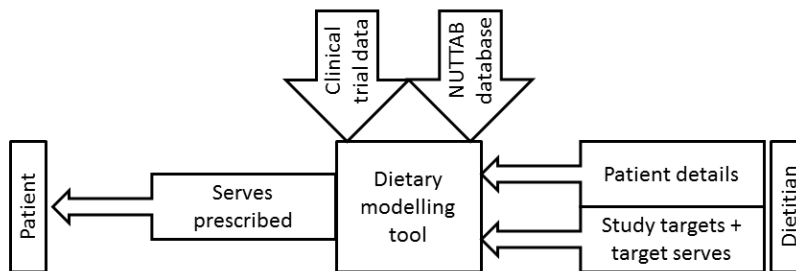 Clinical
trial data
NUTTAB
database
Patient
Serves
prescribed
Dietary
modelling
tool
Patient details
Study targets +
target serves
Dietitian